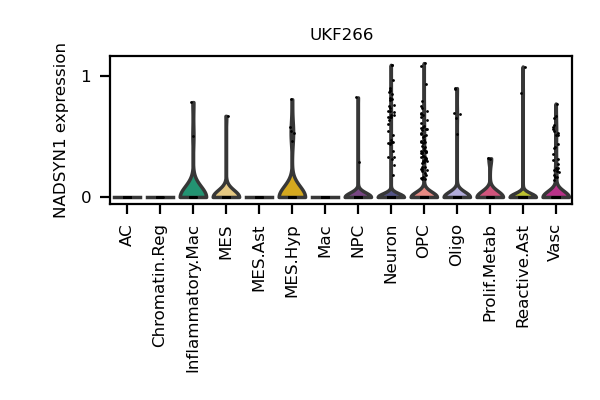 UKF266
NADSYN1 expression
1
0
AC
Chromatin.Reg
Inflammatory.Mac
MES
MES.Ast
MES.Hyp
Mac
NPC
Neuron
OPC
Oligo
Prolif.Metab
Reactive.Ast
Vasc